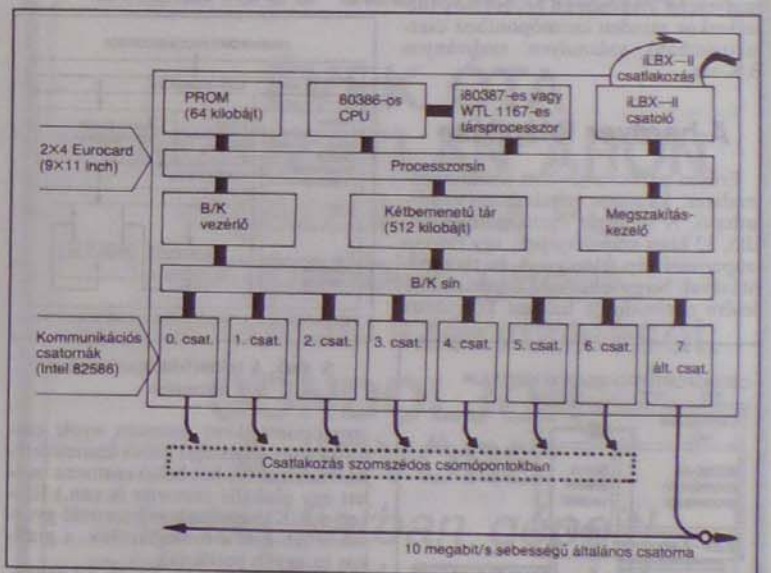 iLBX—II
csatlakozás
PROM
(64 kilobájt)
80386-os
CPU
i80387-es vagy
WTL 1167-es
társprocesszor
iLBX—II
csatoló
2×4 Eurocard
(9×11 inch)
Processzorsín
B/K
vezérlő
Kétbemenetű tár
(512 kilobájt)
Megszakítás-
kezelő
B/K sín
Kommunikációs
csatornák
(Intel 82586)
0. csat.
1. csat.
2. csat.
3. csat.
4. csat.
5. csat.
6. csat.
7.
ált. csat.
Csatlakozás szomszédos csomópontokban
10 megabit/s sebességű általános csatorna